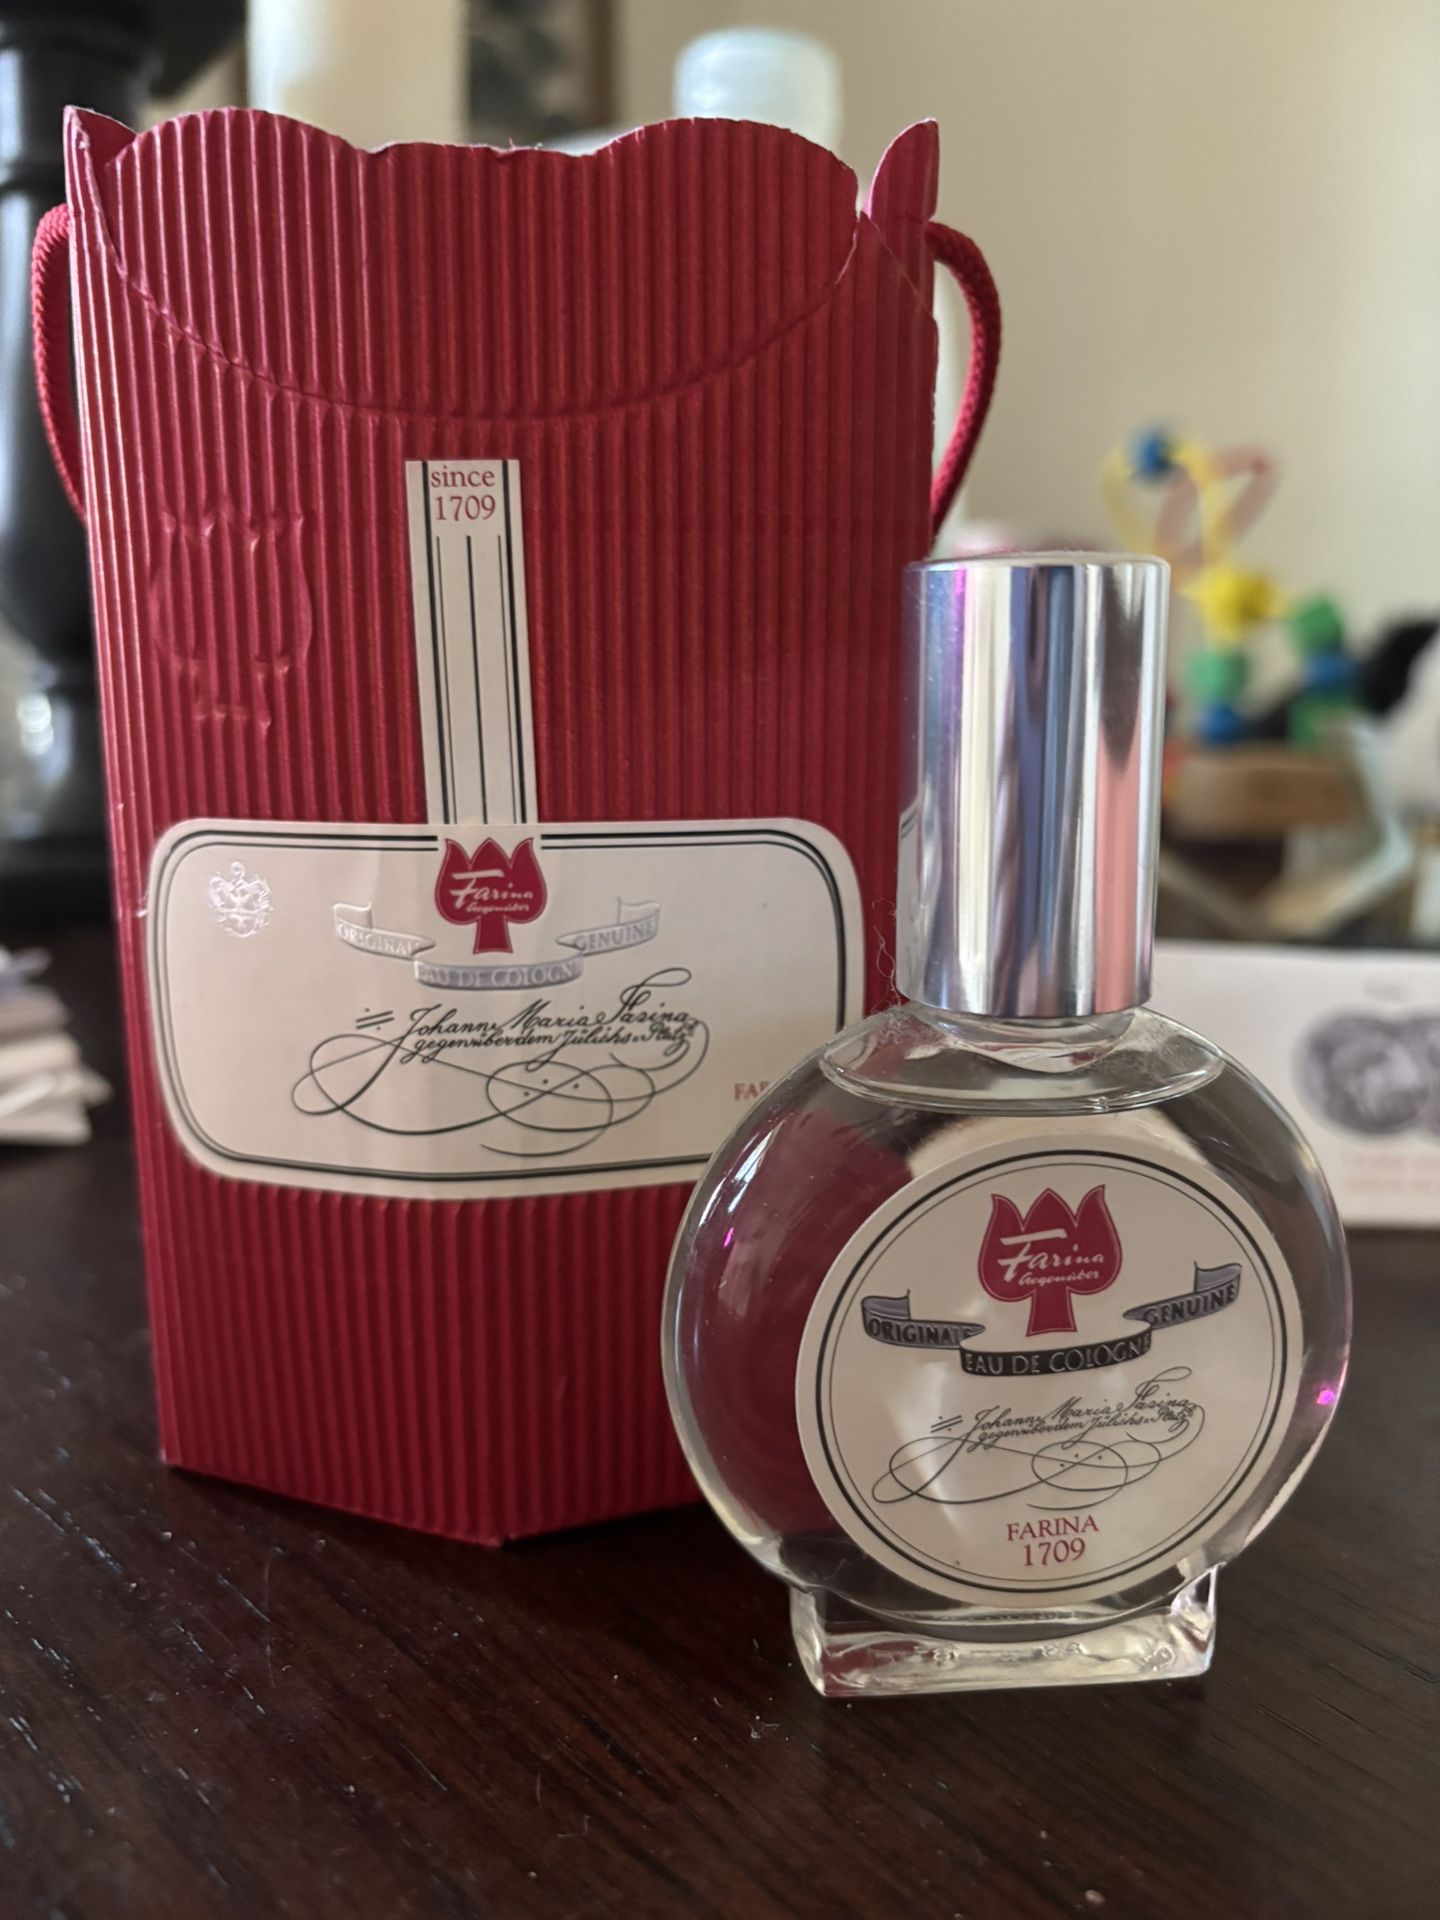 since
1709
Farina
Gegenüber
ORIGINAL
GENUINE
EAU DE COLOGNE
Johann Maria Farina
gegenüber dem Jülichs-Platz
Farina
Gegenüber
ORIGINAL
GENUINE
EAU DE COLOGNE
Johann Maria Farina
gegenüber dem Jülichs-Platz
FARINA
1709